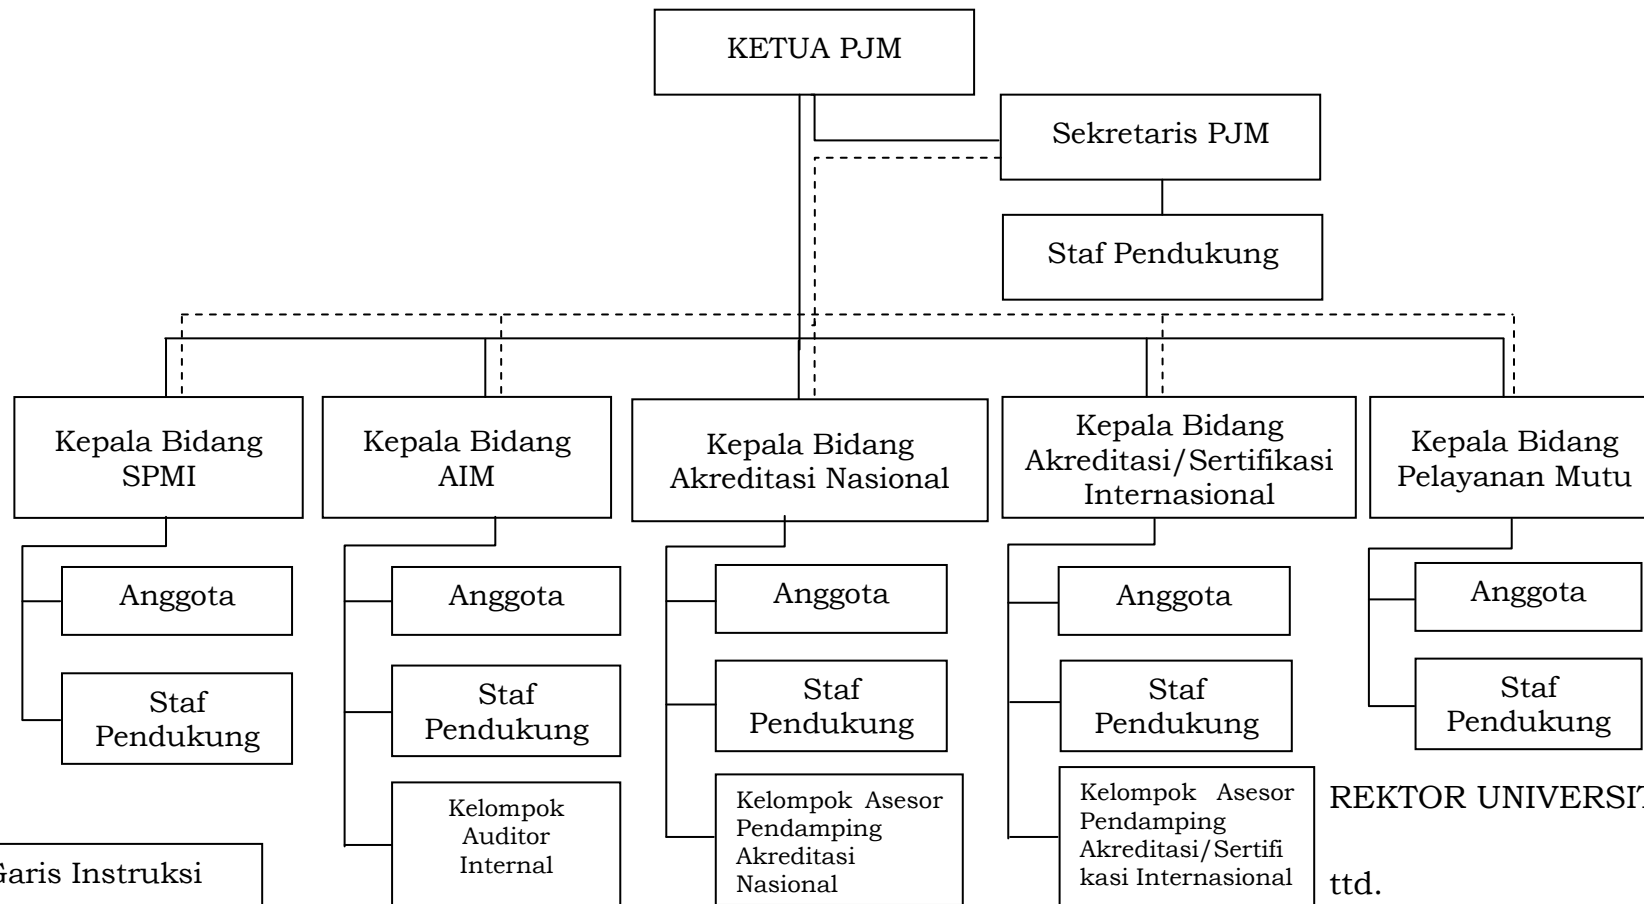 KETUA PJM
Sekretaris PJM
Staf Pendukung
Kepala Bidang
SPMI
Kepala Bidang
AIM
Kepala Bidang
Akreditasi Nasional
Kepala Bidang
Akreditasi/Sertifikasi
Internasional
Kepala Bidang
Pelayanan Mutu
Anggota
Anggota
Anggota
Anggota
Anggota
Staf
Pendukung
Staf
Pendukung
Staf
Pendukung
Staf
Pendukung
Staf
Pendukung
Kelompok
Auditor
Internal
Kelompok Asesor
Pendamping
Akreditasi
Nasional
Kelompok Asesor
Pendamping
Akreditasi/Sertifi
kasi Internasional
REKTOR
ttd.
Garis Instruksi